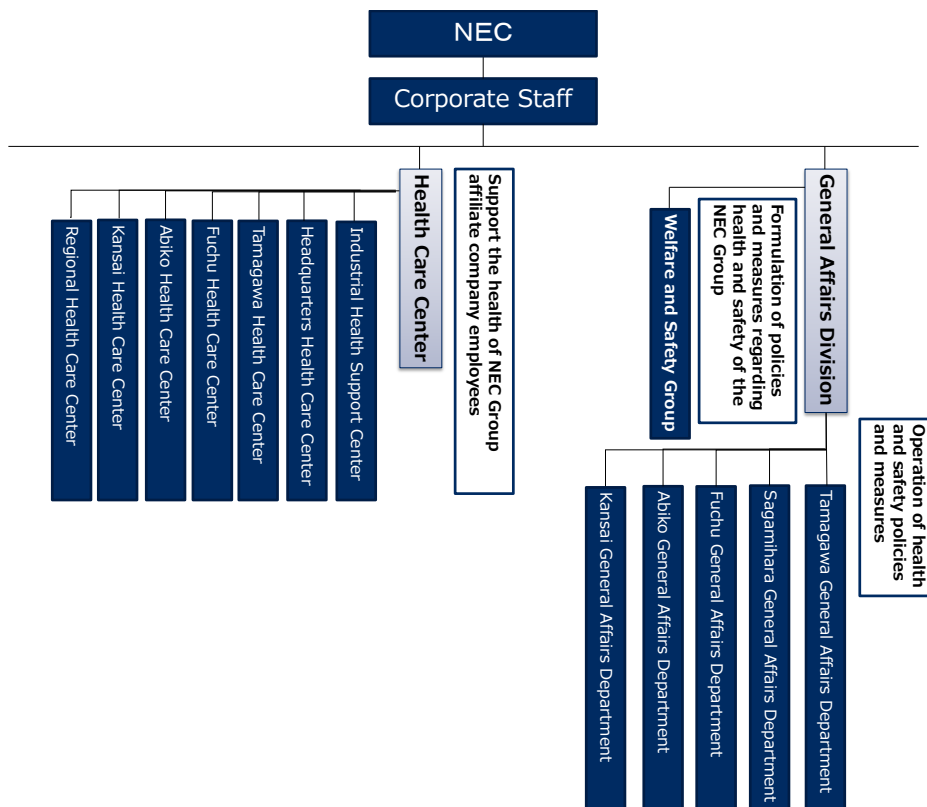 NEC
Corporate Staff
Health Care Center
Support the health of NEC Group
affiliate company employees
Industrial Health Support Center
Headquarters Health Care Center
Tamagawa Health Care Center
Fuchu Health Care Center
Abiko Health Care Center
Kansai Health Care Center
Regional Health Care Center
General Affairs Division
Formulation of policies
and measures regarding
health and safety of the
NEC Group
Welfare and Safety Group
Operation of health
and safety policies
and measures
Tamagawa General Affairs Department
Sagamihara General Affairs Department
Fuchu General Affairs Department
Abiko General Affairs Department
Kansai General Affairs Department